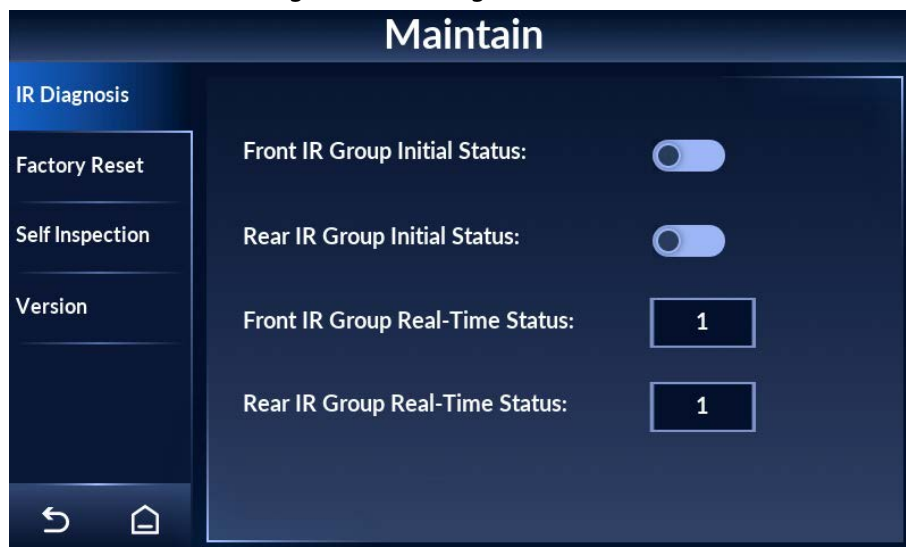 Maintain
IR Diagnosis
Factory Reset
Self Inspection
Version
Front IR Group Initial Status:
Rear IR Group Initial Status:
Front IR Group Real-Time Status: 1
Rear IR Group Real-Time Status: 1